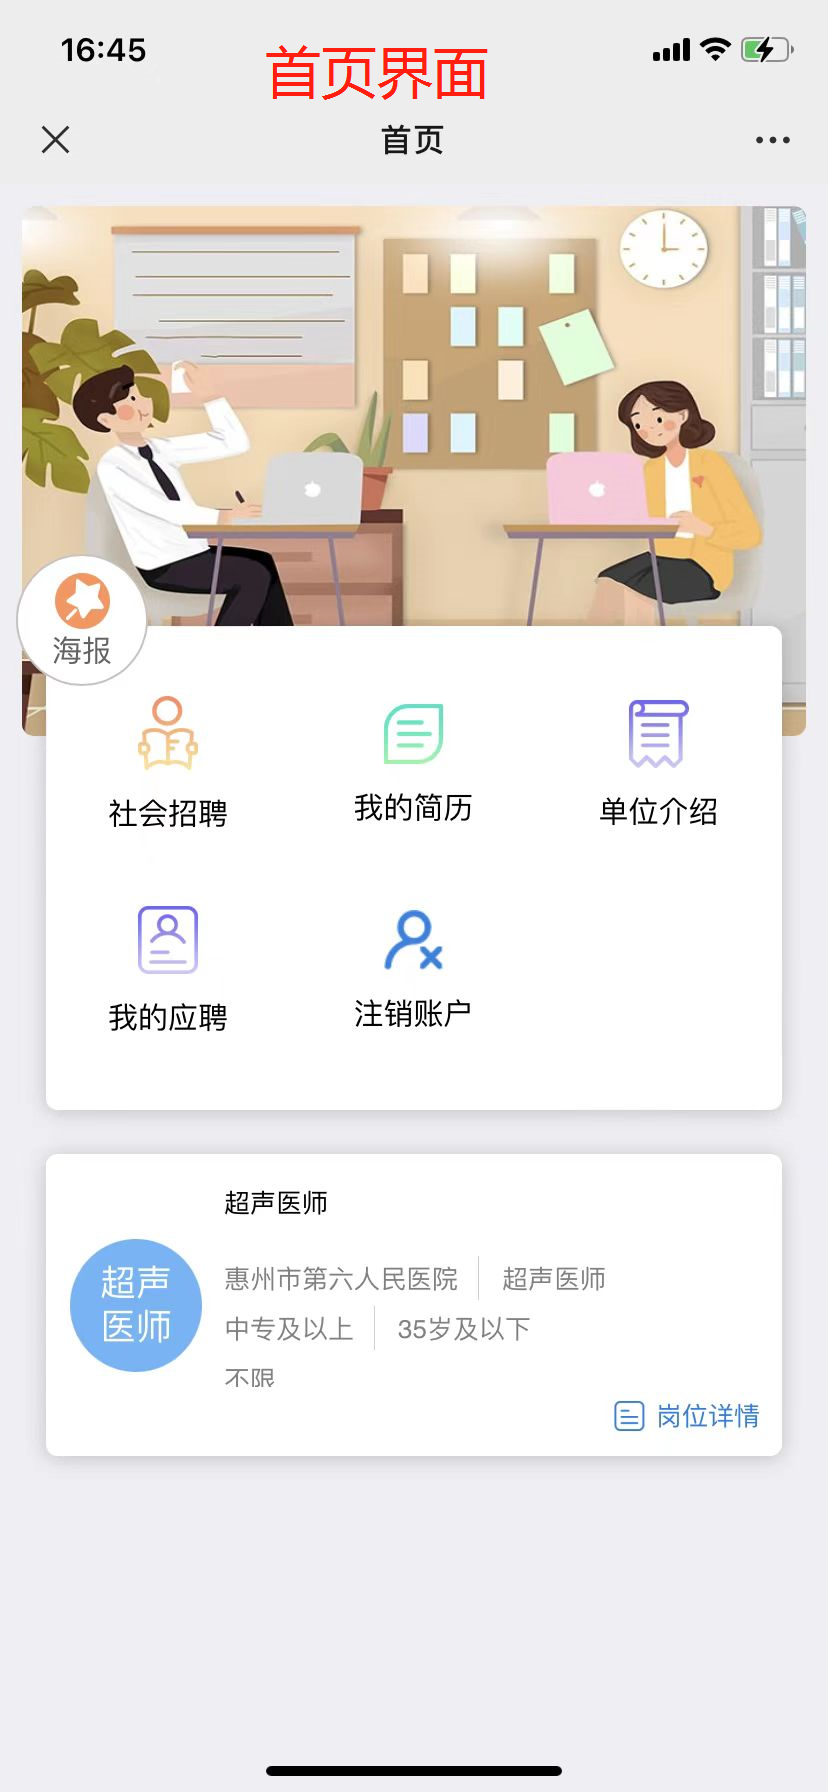 16:45
首页界面
首页
海报
社会招聘
我的简历
单位介绍
我的应聘
注销账户
超声医师
超声
医师
惠州市第六人民医院 超声医师
中专及以上 35岁及以下
不限
岗位详情